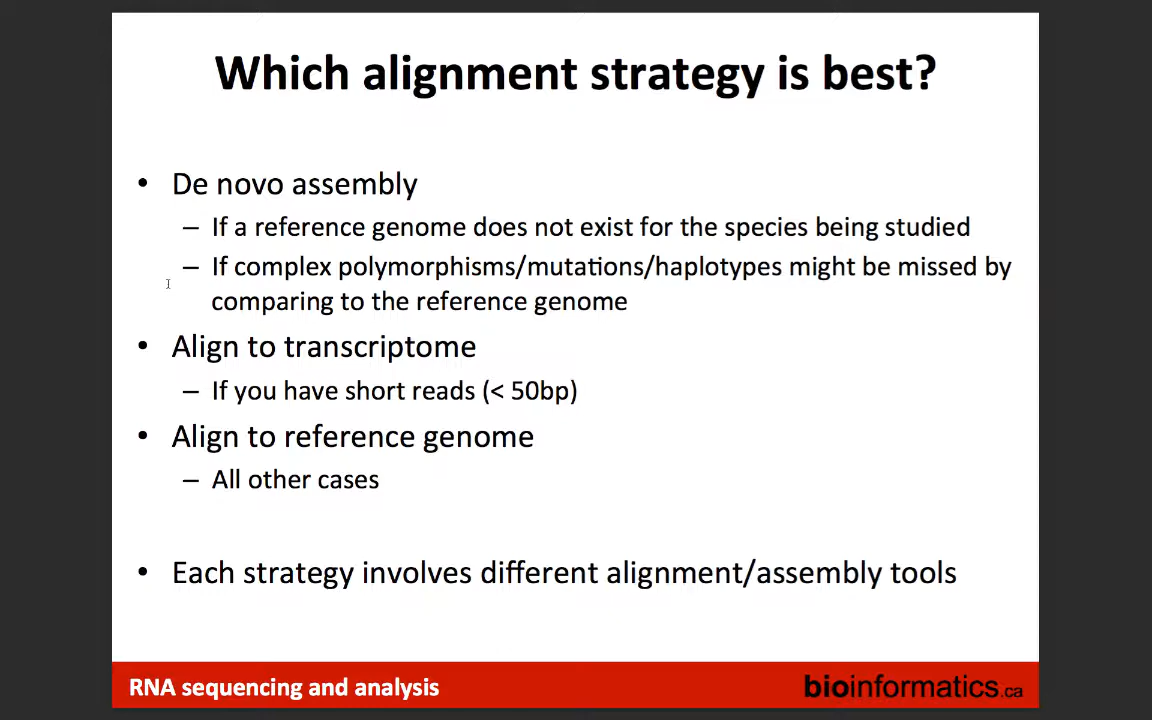 Which alignment strategy is best?
• De novo assembly
– If a reference genome does not exist for the species being studied
– If complex polymorphisms/mutations/haplotypes might be missed by
comparing to the reference genome
• Align to transcriptome
– If you have short reads (< 50bp)
• Align to reference genome
– All other cases
• Each strategy involves different alignment/assembly tools
RNA sequencing and analysis
bioinformatics.ca